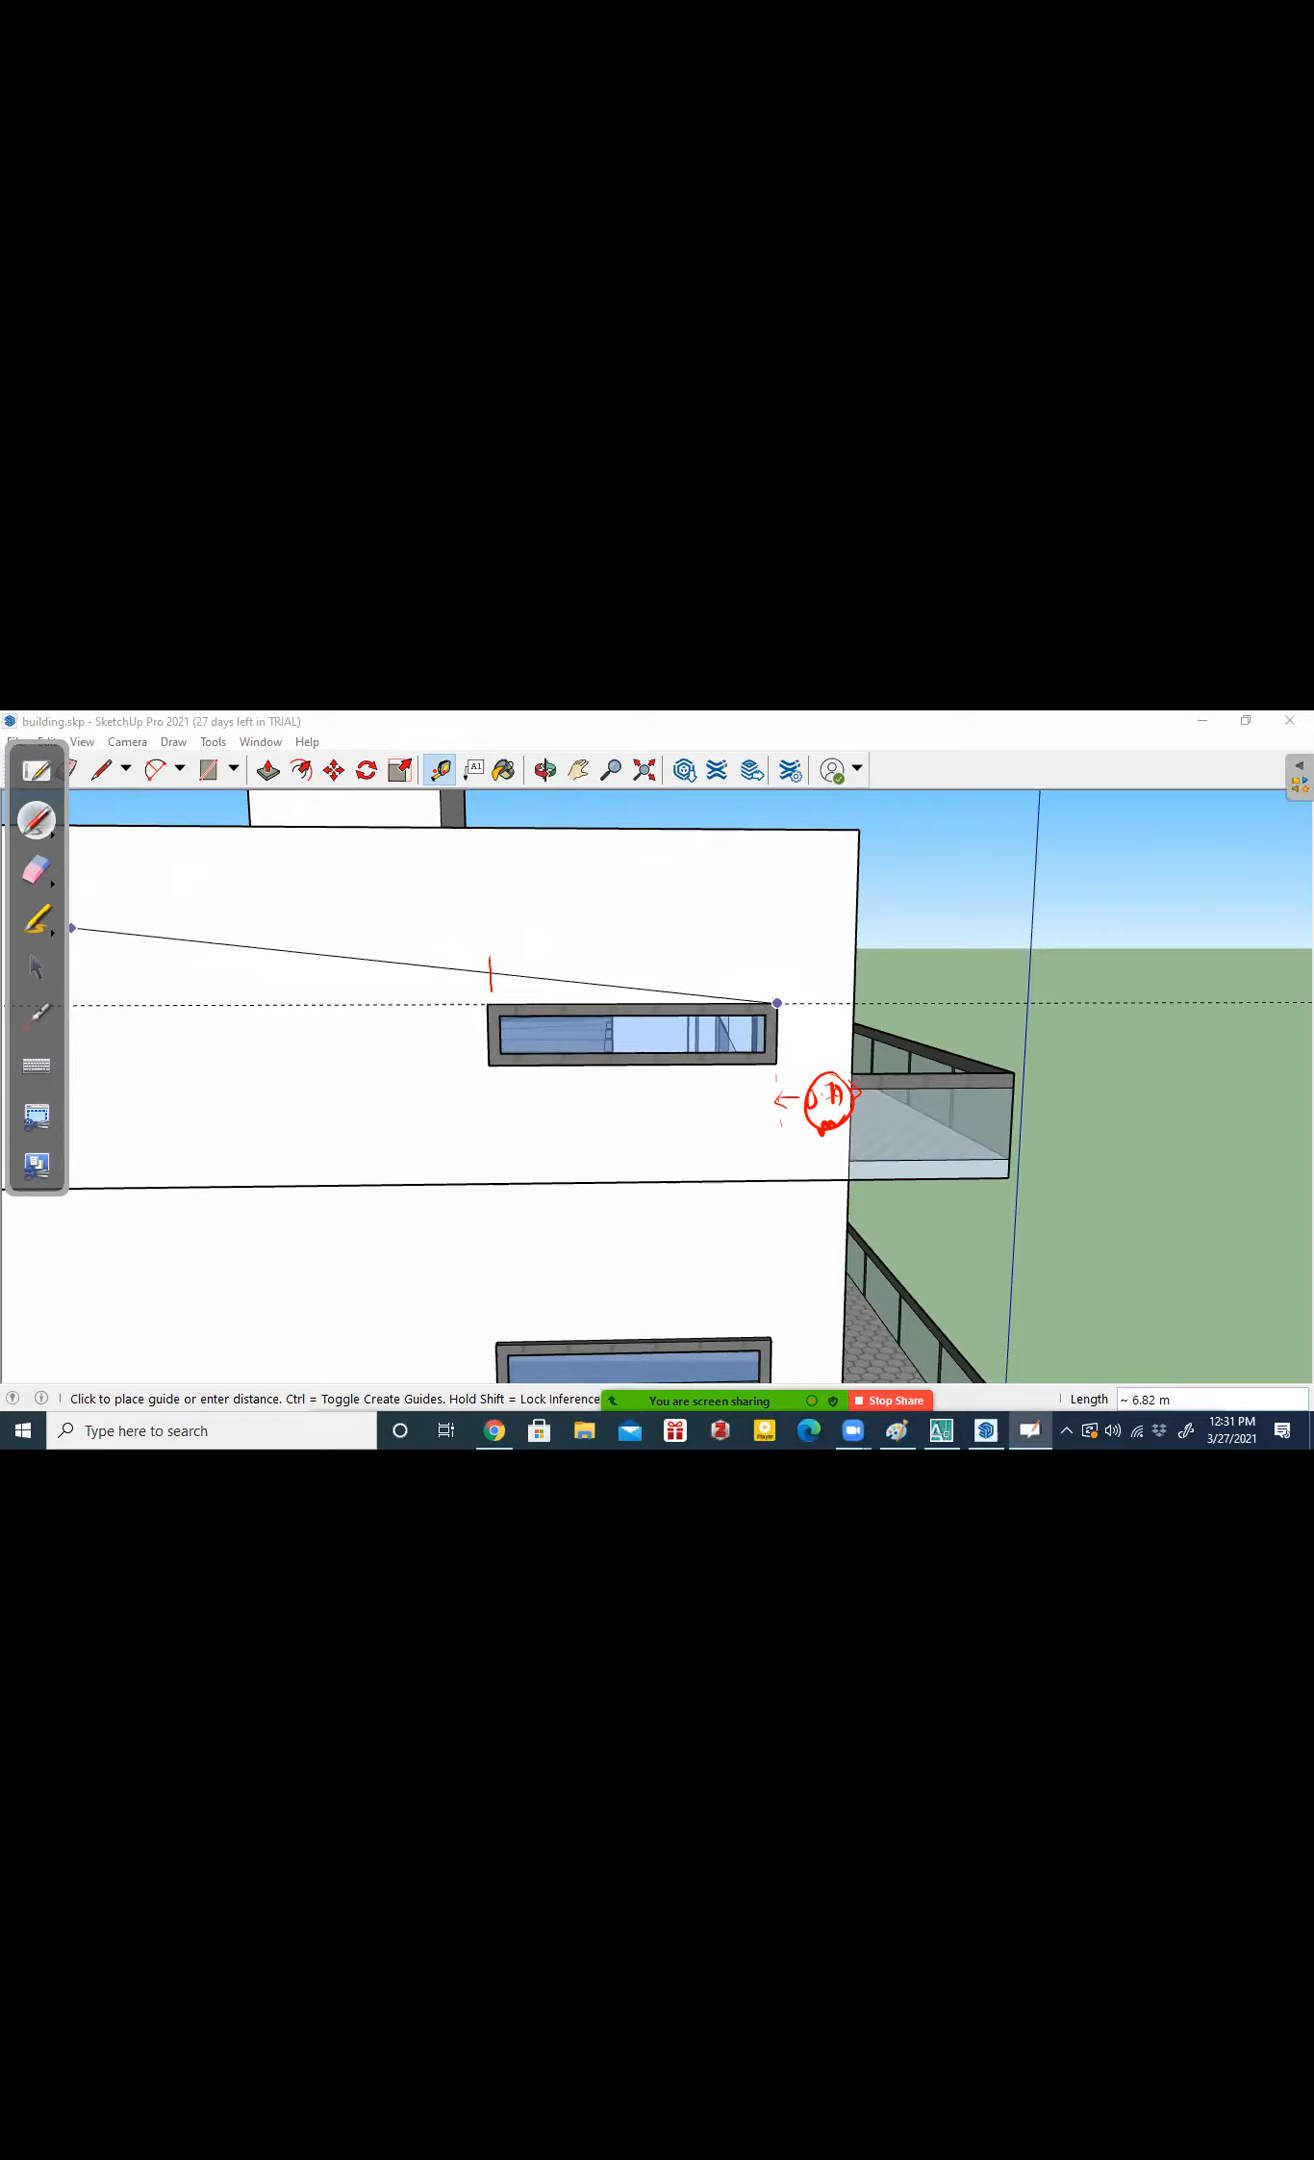 building.skp - SketchUp Pro 2021 (27 days left in TRIAL)
View Camera Draw Tools Window Help
A1
Click to place guide or enter distance. Ctrl = Toggle Create Guides. Hold Shift = Lock Inference
You are screen sharing
Stop Share
Length
~ 6.82 m
Type here to search
Player
12:31 PM
3/27/2021